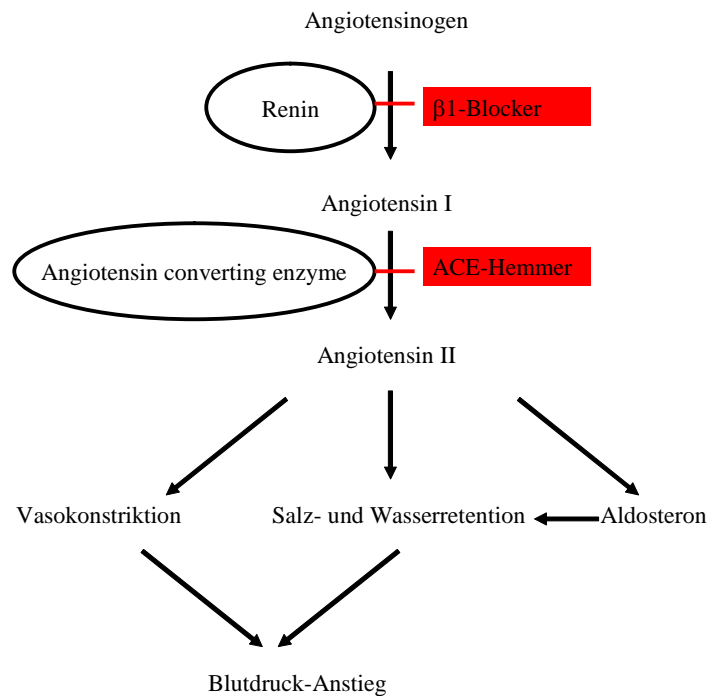 Angiotensinogen
Renin
β1-Blocker
Angiotensin I
Angiotensin converting enzyme
ACE-Hemmer
Angiotensin II
Vasokonstriktion
Salz- und Wasserretention
Aldosteron
Blutdruck-Anstieg